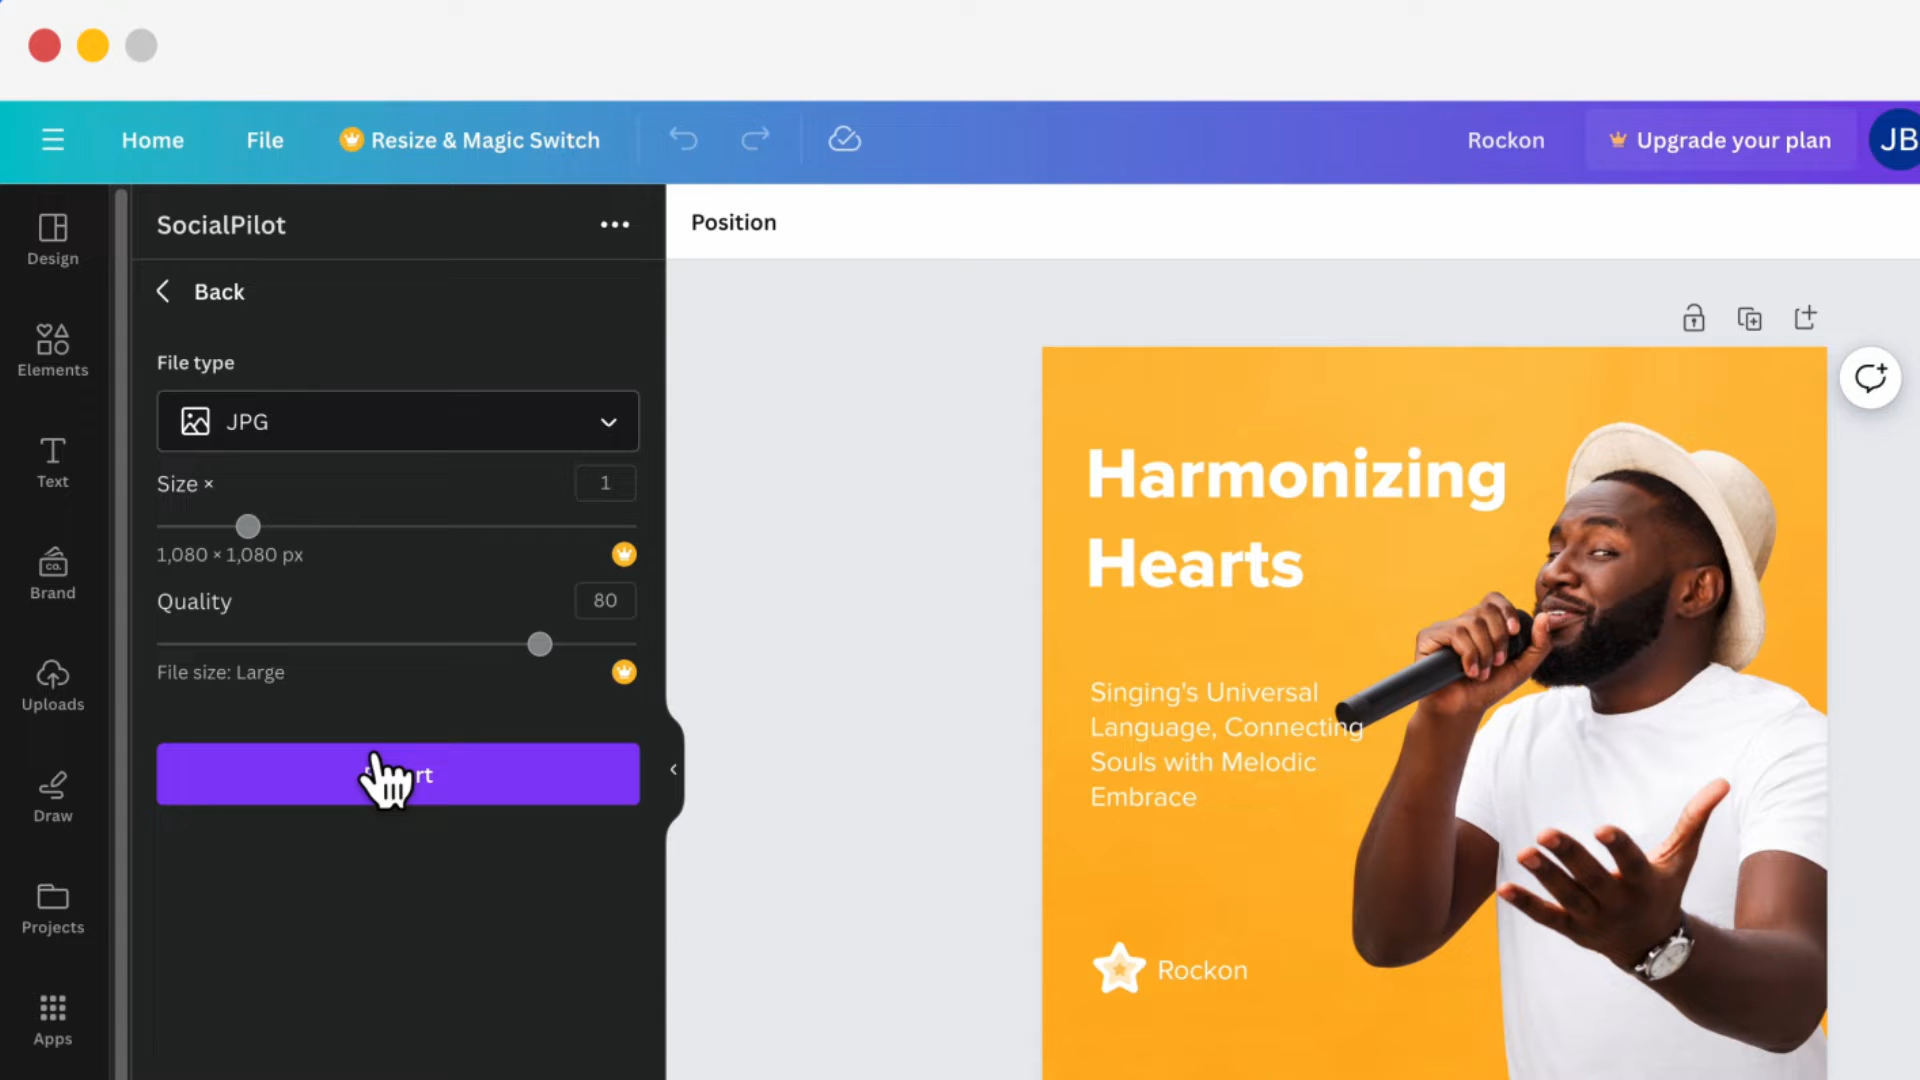 Home
File
Resize & Magic Switch
Rockon
Upgrade your plan
JB
Design
Elements
Text
CO.
Brand
Uploads
Draw
Projects
Apps
SocialPilot
Back
File type
JPG
Size ×
1
1,080 × 1,080 px
Quality
80
File size: Large
Position
Harmonizing
Hearts
Singing's Universal
Language, Connecting
Souls with Melodic
Embrace
Rockon